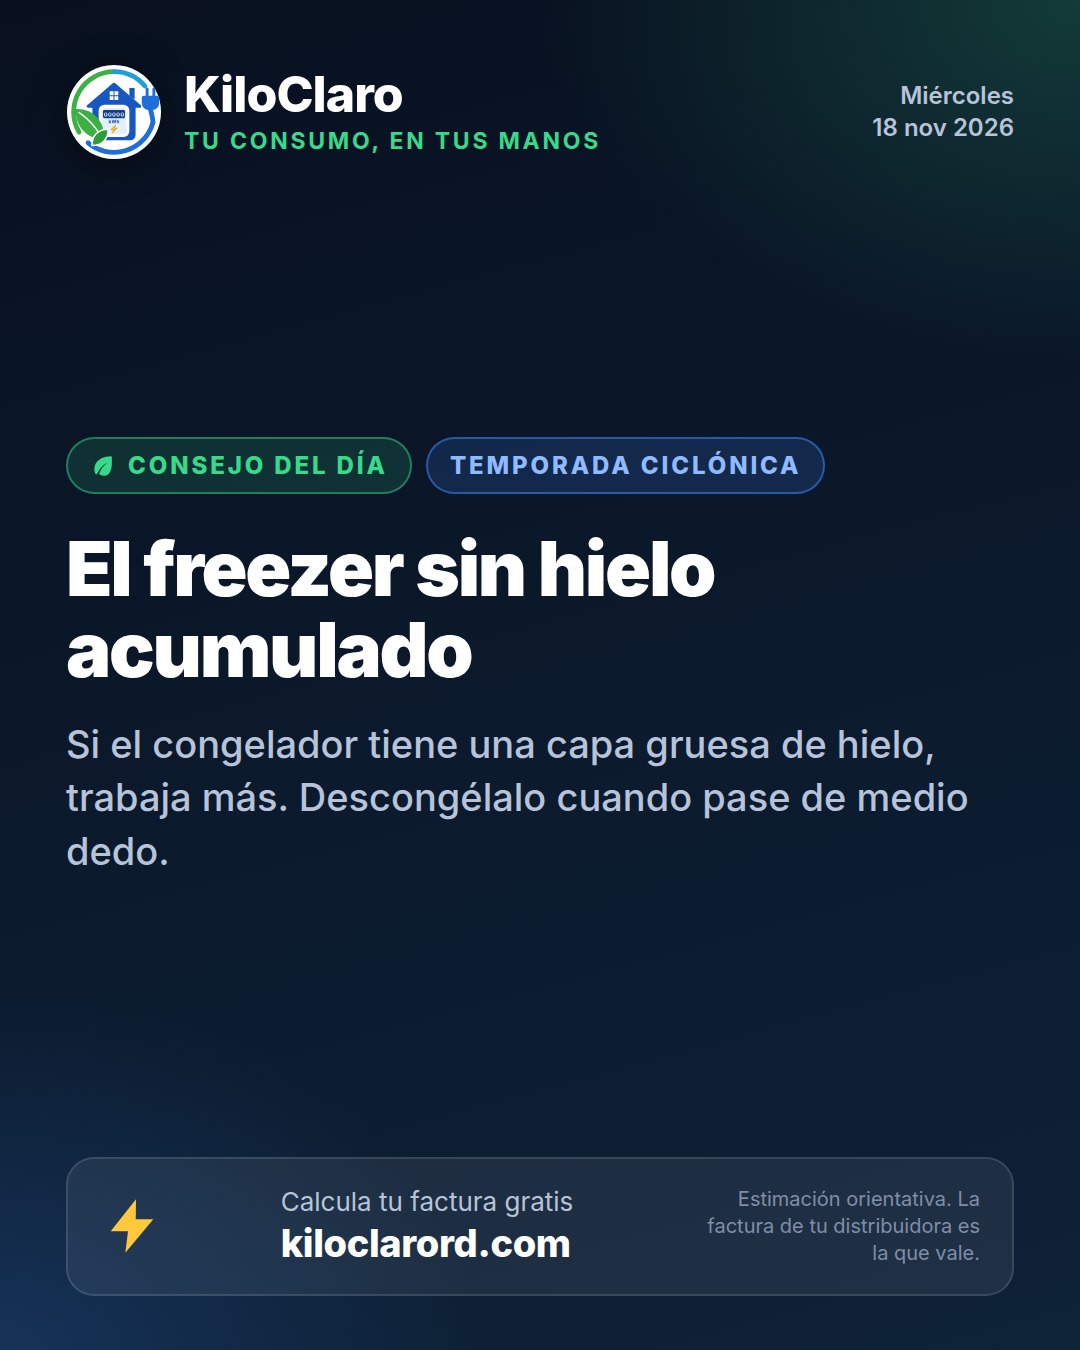 KiloClaro
TU CONSUMO, EN TUS MANOS
Miércoles
18 nov 2026
CONSEJO DEL DÍA
TEMPORADA CICLÓNICA
El freezer sin hielo
acumulado
Si el congelador tiene una capa gruesa de hielo,
trabaja más. Descongélalo cuando pase de medio
dedo.
Calcula tu factura gratis
kiloclarord.com
Estimación orientativa. La
factura de tu distribuidora es
la que vale.